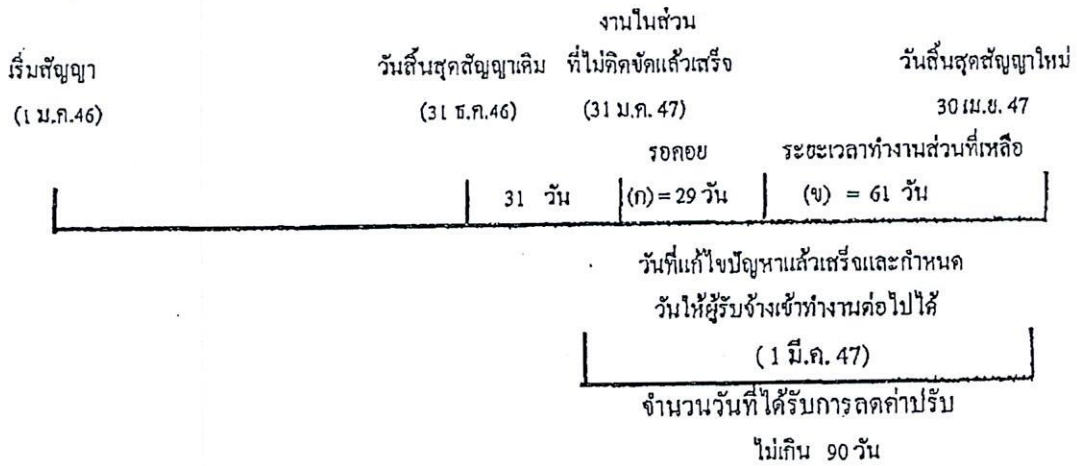 งานในส่วน
เริ่มสัญญา วันสิ้นสุดสัญญาเดิม ที่ไม่ติดขัดแล้วเสร็จ วันสิ้นสุดสัญญาใหม่
(1 ม.ค.46) (31 ธ.ค.46) (31 ม.ค. 47) 30 เม.ย. 47
รอคอย ระยะเวลาทำงานส่วนที่เหลือ
31 วัน (ก) = 29 วัน (ข) = 61 วัน
วันที่แก้ไขปัญหาแล้วเสร็จและกำหนด
วันให้ผู้รับจ้างเข้าทำงานต่อไปได้
(1 มี.ค. 47)
จำนวนวันที่ได้รับการลดค่าปรับ
ไม่เกิน 90 วัน